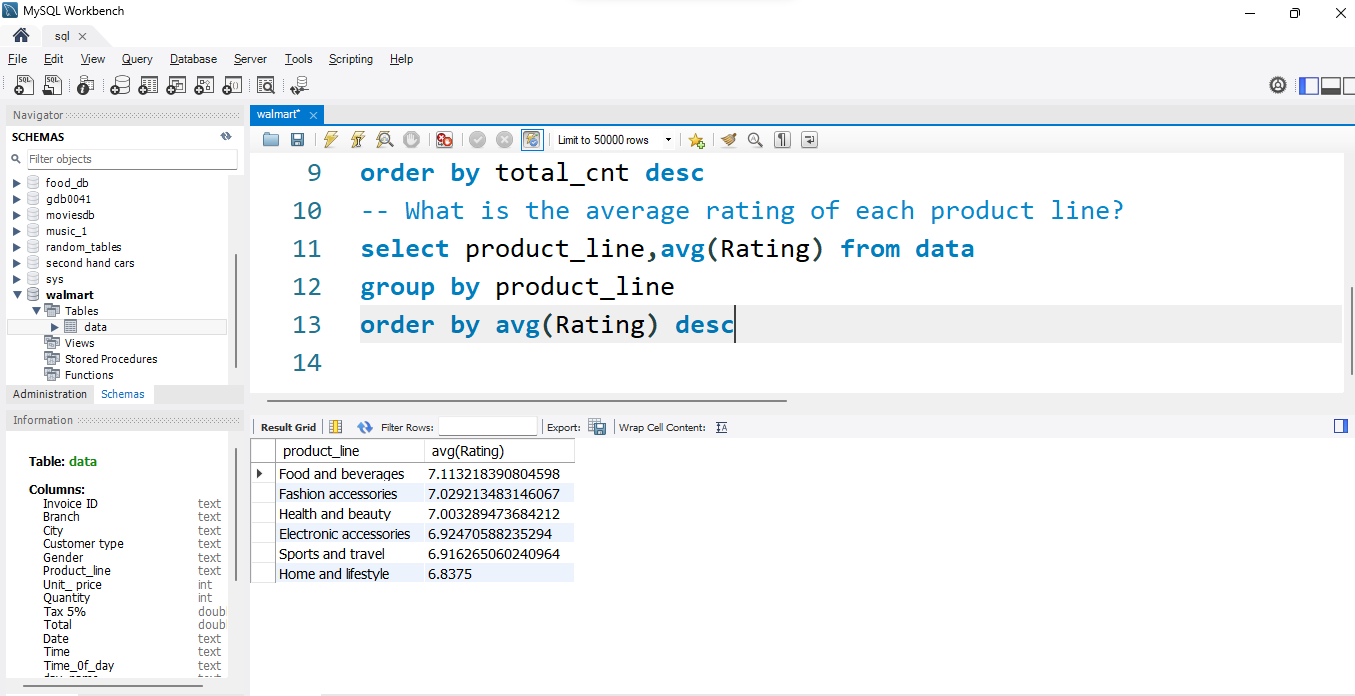 MySQL Workbench
sql
File Edit View Query Database Server Tools Scripting Help
Navigator
SCHEMAS
Filter objects
food_db
gdb0041
moviesdb
music_1
random_tables
second hand cars
sys
walmart
Tables
data
Views
Stored Procedures
Functions
Administration Schemas
Information
Table: data
Columns:
Invoice ID text
Branch text
City text
Customer type text
Gender text
Product_line text
Unit_ price int
Quantity int
Tax 5% doub
Total doub
Date text
Time text
Time_0f_day text
walmart*
Limit to 50000 rows
9 order by total_cnt desc
10 -- What is the average rating of each product line?
11 select product_line,avg(Rating) from data
12 group by product_line
13 order by avg(Rating) desc
14
Result Grid Filter Rows: Export: Wrap Cell Content:
product_line avg(Rating)
Food and beverages 7.113218390804598
Fashion accessories 7.029213483146067
Health and beauty 7.003289473684212
Electronic accessories 6.92470588235294
Sports and travel 6.916265060240964
Home and lifestyle 6.8375